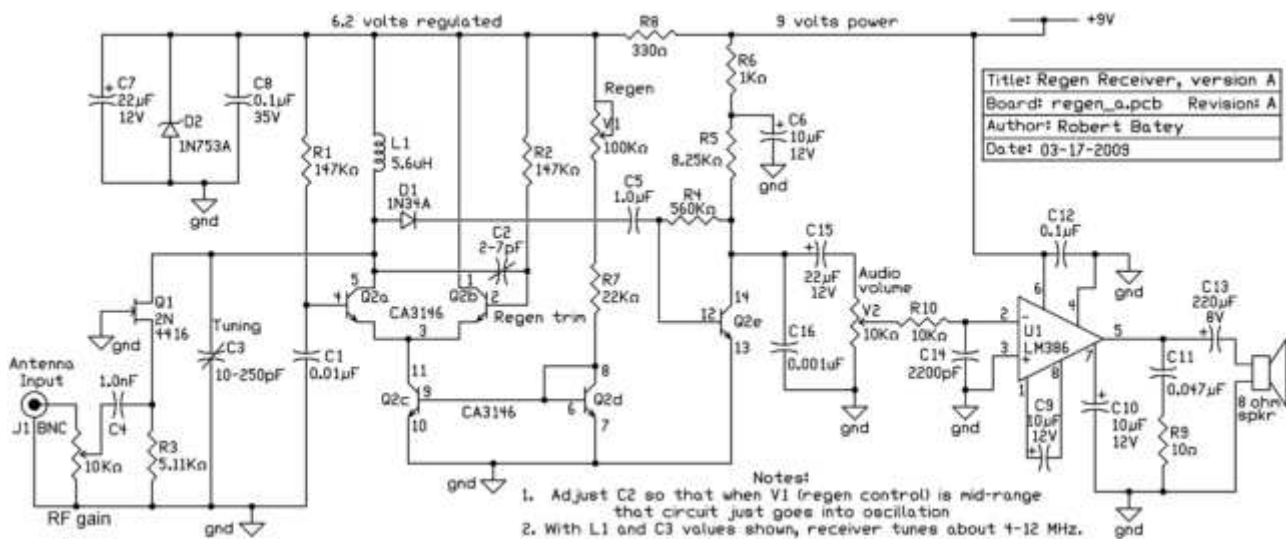 6.2 volts regulated
9 volts power
+9V
R8
330Ω
R6
1KΩ
Title: Regen Receiver, version A
Board: regen_a.pcb Revision: A
Author: Robert Batey
Date: 03-17-2009
C7
22µF
12V
D2
1N753A
C8
0.1µF
35V
gnd
R1
147KΩ
L1
5.6uH
R2
147KΩ
Regen
V1
100KΩ
R5
8.25KΩ
C6
10µF
12V
gnd
D1
1N34A
C5
1.0µF
R4
560KΩ
C2
2-7pF
C15
22µF
12V
C12
0.1µF
gnd
Q1
2N
4416
gnd
Tuning
C3
10-250pF
4
5
Q2a
1
Q2b
2
CA3146
3
Regen trim
R7
22KΩ
12
14
Q2e
13
C16
0.001uF
Audio
volume
V2
10KΩ
gnd
R10
10KΩ
C14
2200pF
gnd
2
3
6
4
U1
LM386
5
7
1
8
-
+
C9
10µF
12V
C10
10µF
12V
C11
0.047µF
R9
10Ω
C13
220µF
8V
8 ohm
spkr
gnd
Antenna
Input
J1 BNC
1.0nF
C4
10KΩ
RF gain
R3
5.11KΩ
gnd
C1
0.01µF
11
9
Q2c
10
CA3146
8
6
Q2d
7
gnd
Notes:
1. Adjust C2 so that when V1 (regen control) is mid-range
that circuit just goes into oscillation
2. With L1 and C3 values shown, receiver tunes about 4-12 MHz.